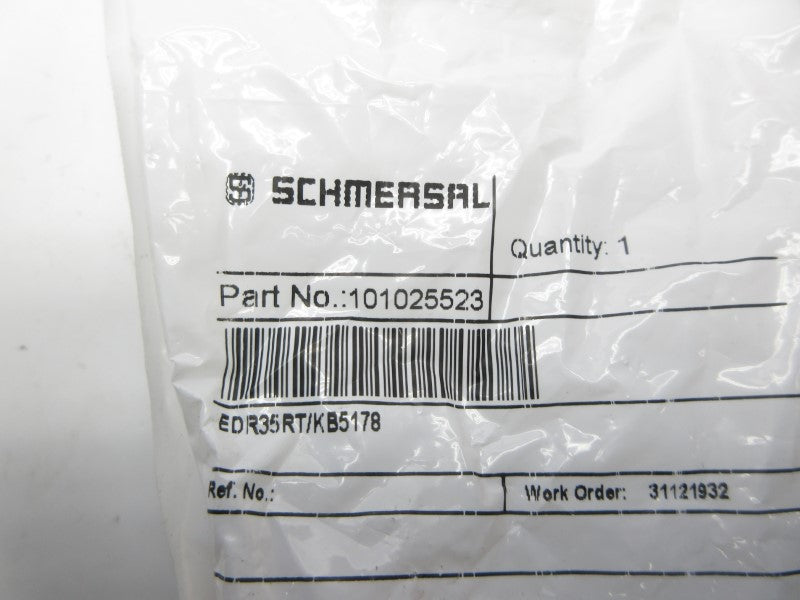 SCHMERSAL
Quantity: 1
Part No.:101025523
EDR35RT/KB5178
Ref. No.:
Work Order: 31121932